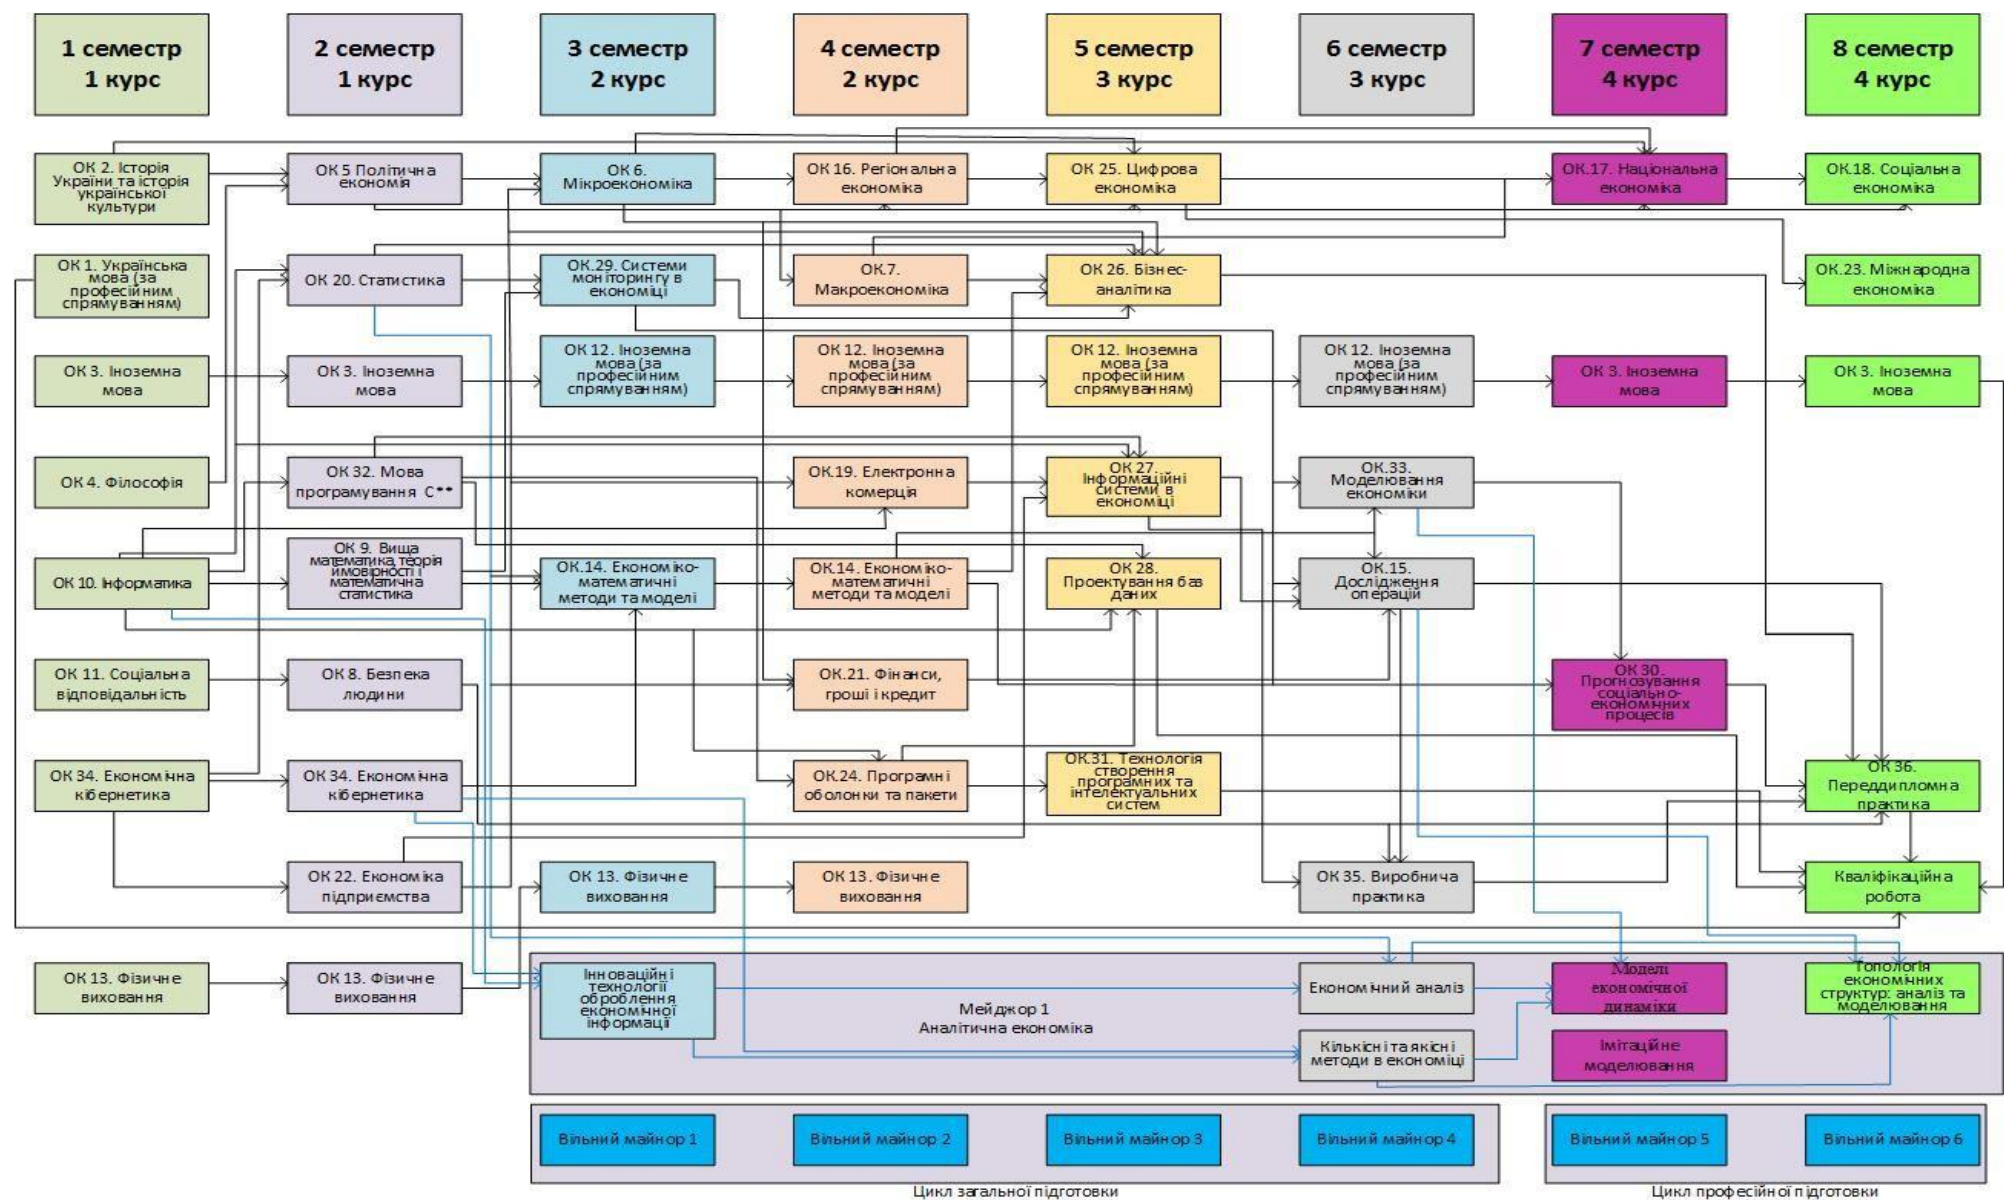 1 семестр
1 курс
2 семестр
1 курс
3 семестр
2 курс
4 семестр
2 курс
5 семестр
3 курс
6 семестр
3 курс
7 семестр
4 курс
8 семестр
4 курс
ОК 2. Історія
України та історія
української
культури
ОК 5 Політична
економія
ОК 6.
Мікроекономіка
ОК 16. Регіональна
економіка
ОК 25. Цифрова
економіка
ОК.17. Національна
економіка
ОК.18. Соціальна
економіка
ОК 1. Українська
мова (за
професійним
спрямуванням)
ОК 20. Статистика
ОК.29. Системи
моніторингу в
економіці
ОК.7.
Макроекономіка
ОК 26. Бізнес-
аналітика
ОК.23. Міжнародна
економіка
ОК 3. Іноземна
мова
ОК 3. Іноземна
мова
ОК 12. Іноземна
мова (за
професійним
спрямуванням)
ОК 12. Іноземна
мова (за
професійним
спрямуванням)
ОК 12. Іноземна
мова (за
професійним
спрямуванням)
ОК 12. Іноземна
мова (за
професійним
спрямуванням)
ОК 3. Іноземна
мова
ОК 3. Іноземна
мова
ОК 4. Філософія
ОК 32. Мова
програмування С**
ОК.19. Електронна
комерція
ОК 27.
Інформаційні
системи в
економіці
ОК.33.
Моделювання
економіки
ОК 10. Інформатика
ОК 9. Вища
математика теорія
ймовірності і
математична
статистика
ОК.14. Економіко-
математичні
методи та моделі
ОК.14. Економіко-
математичні
методи та моделі
ОК 28.
Проектування баз
даних
ОК.15.
Дослідження
операцій
ОК 11. Соціальна
відповідальність
ОК 8. Безпека
людини
ОК.21. Фінанси,
гроші і кредит
ОК 30.
Прогнозування
соціально-
економічних
процесів
ОК 34. Економічна
кібернетика
ОК 34. Економічна
кібернетика
ОК.24. Програмні
оболонки та пакети
ОК.31. Технологія
створення
програмних та
інтелектуальних
систем
ОК 36.
Переддипломна
практика
ОК 22. Економіка
підприємства
ОК 13. Фізичне
виховання
ОК 13. Фізичне
виховання
ОК 35. Виробнича
практика
Кваліфікаційна
робота
ОК 13. Фізичне
виховання
ОК 13. Фізичне
виховання
Інноваційні
технології
оброблення
економічної
інформації
Мейджор 1
Аналітична економіка
Економічний аналіз
Моделі
економічної
динаміки
Топологія
економічних
структур: аналіз та
моделювання
Кількісні та якісні
методи в економіці
Імітаційне
моделювання
Вільний майнор 1
Вільний майнор 2
Вільний майнор 3
Вільний майнор 4
Вільний майнор 5
Вільний майнор 6
Цикл загальної підготовки
Цикл професійної підготовки